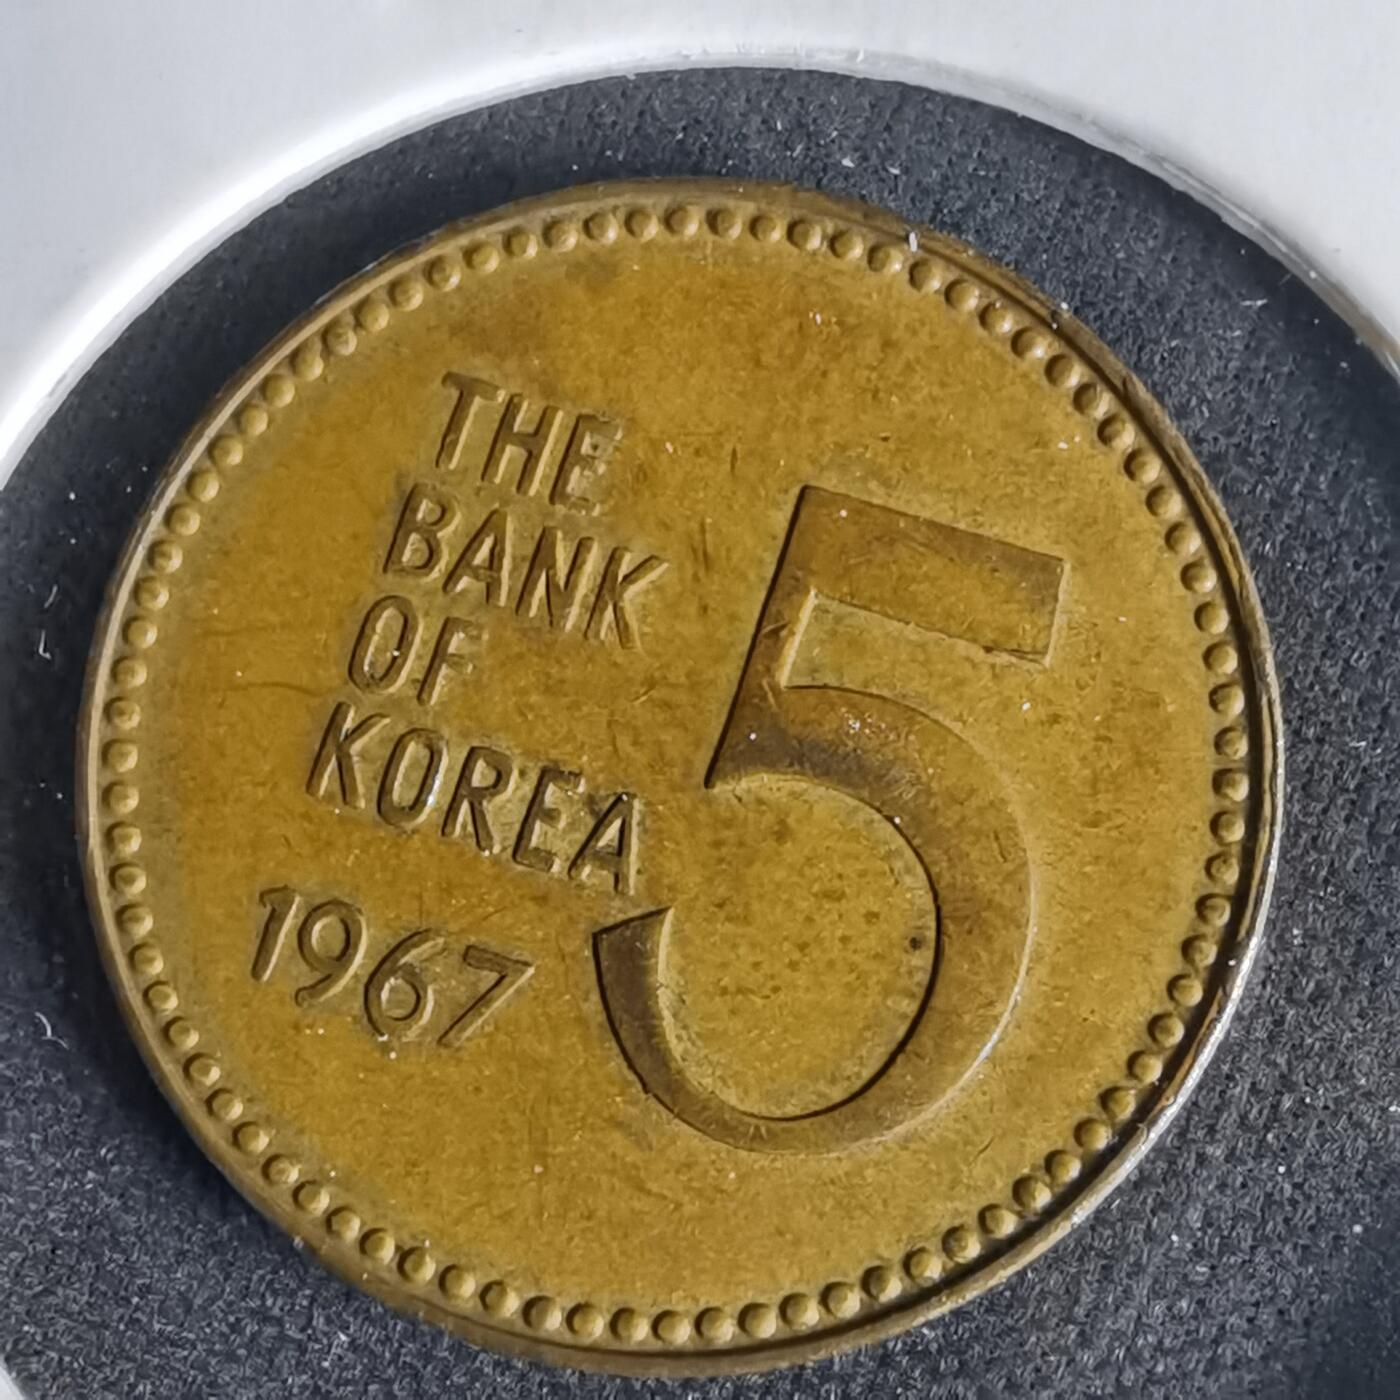 THE
BANK
OF
KOREA
1967
5